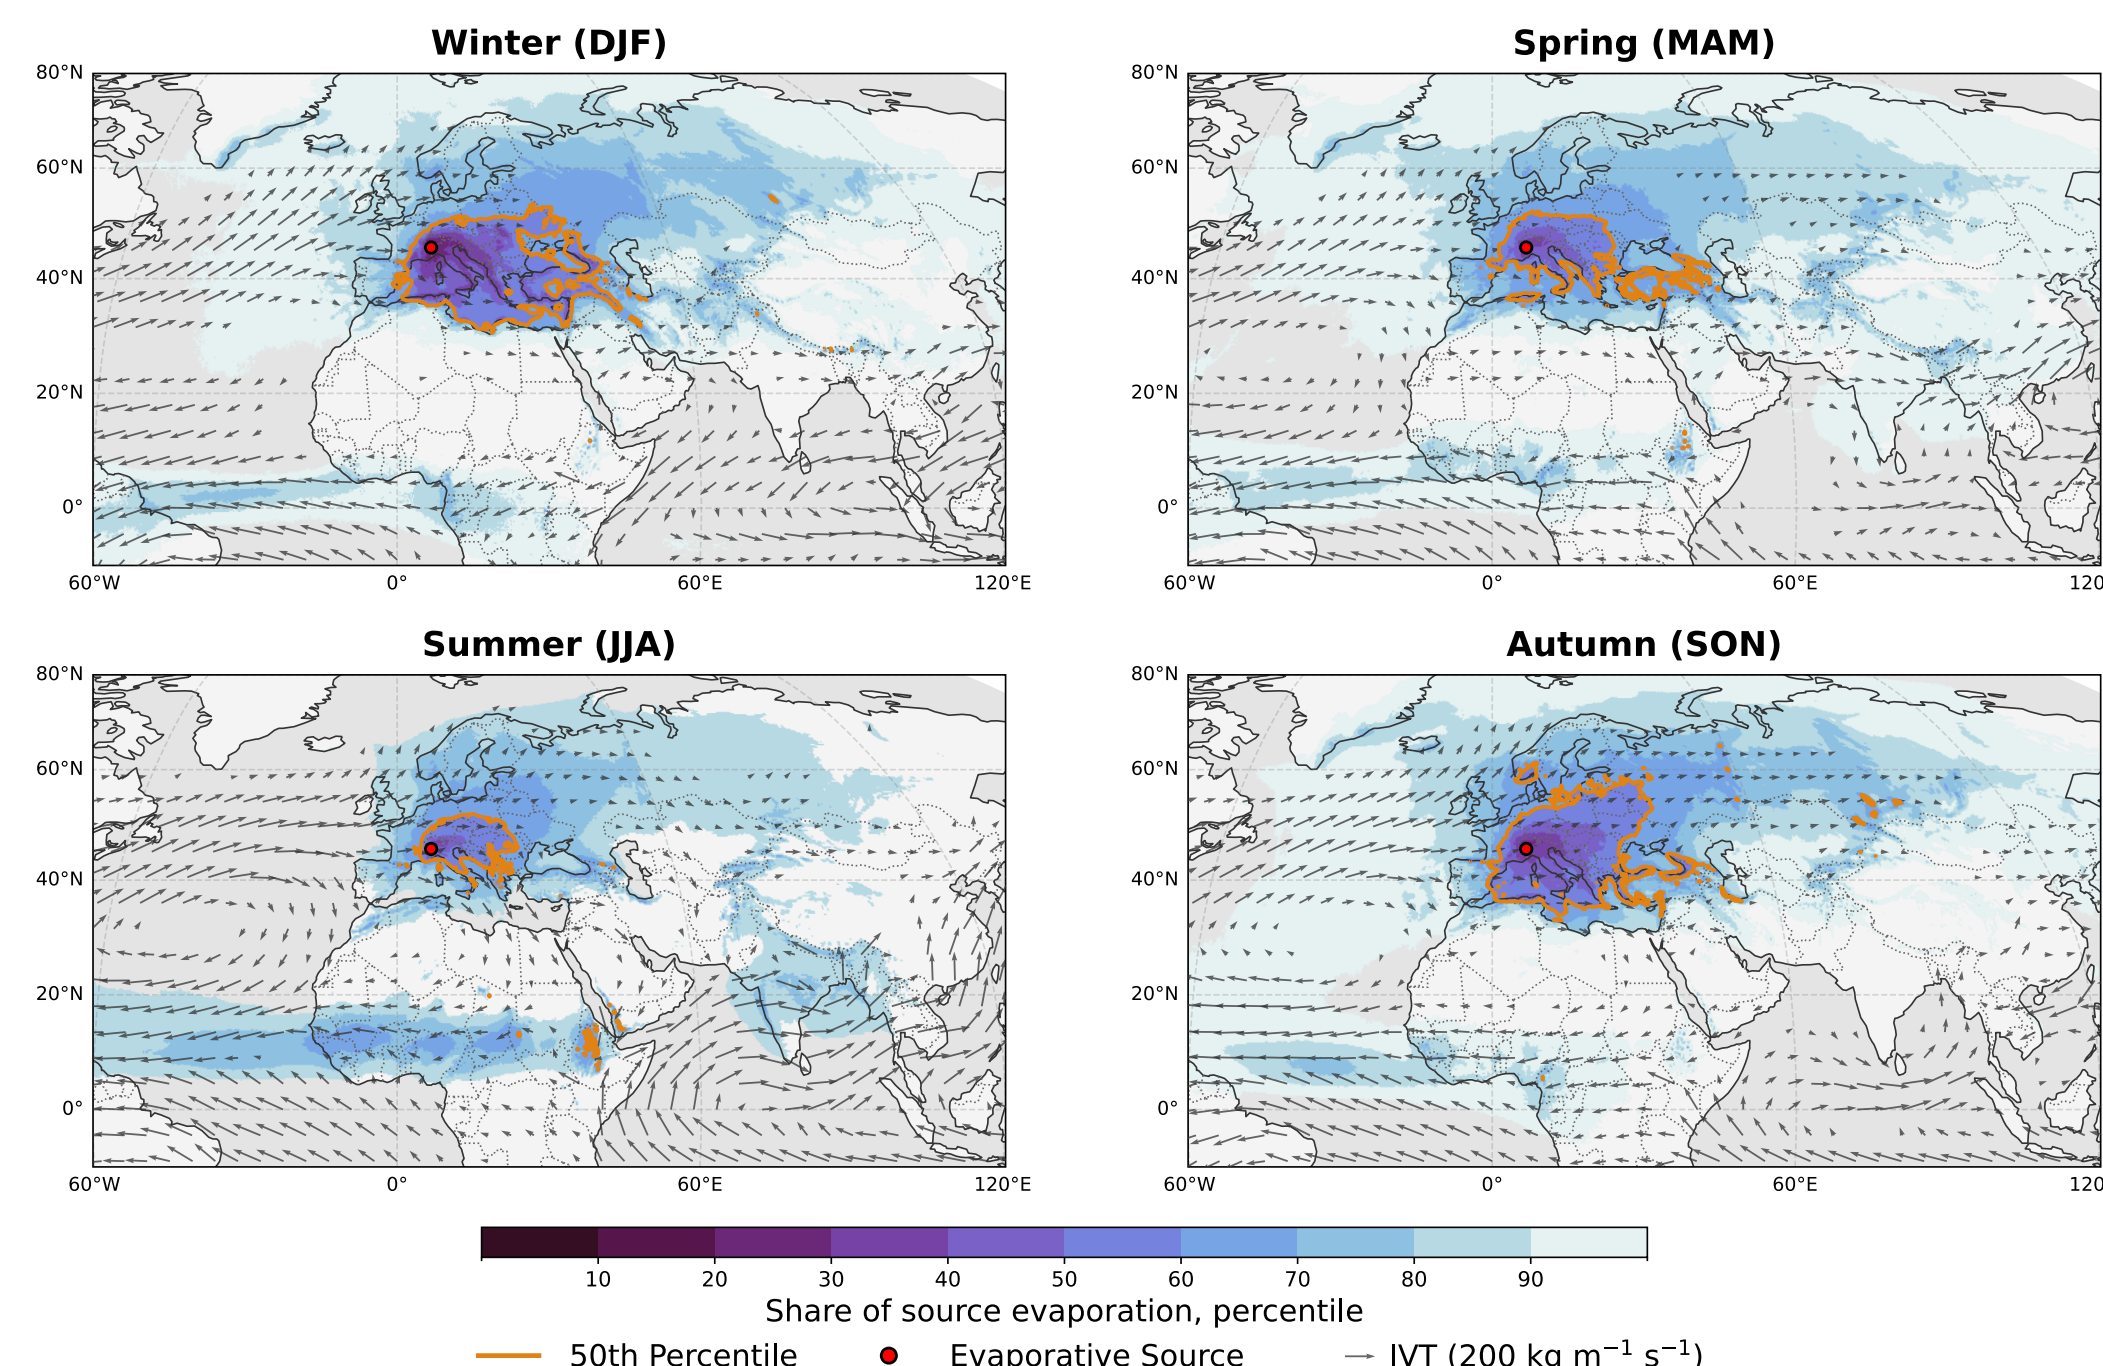 Winter (DJF)
Spring (MAM)
80°N
60°N
40°N
20°N
0°
60°W 0° 60°E 120°E
80°N
60°N
40°N
20°N
0°
60°W 0° 60°E 120
Summer (JJA)
Autumn (SON)
80°N
60°N
40°N
20°N
0°
60°W 0° 60°E 120°E
80°N
60°N
40°N
20°N
0°
60°W 0° 60°E 120
10 20 30 40 50 60 70 80 90
Share of source evaporation, percentile
50th Percentile Evaporative Source IVT (200 kg m⁻¹ s⁻¹)